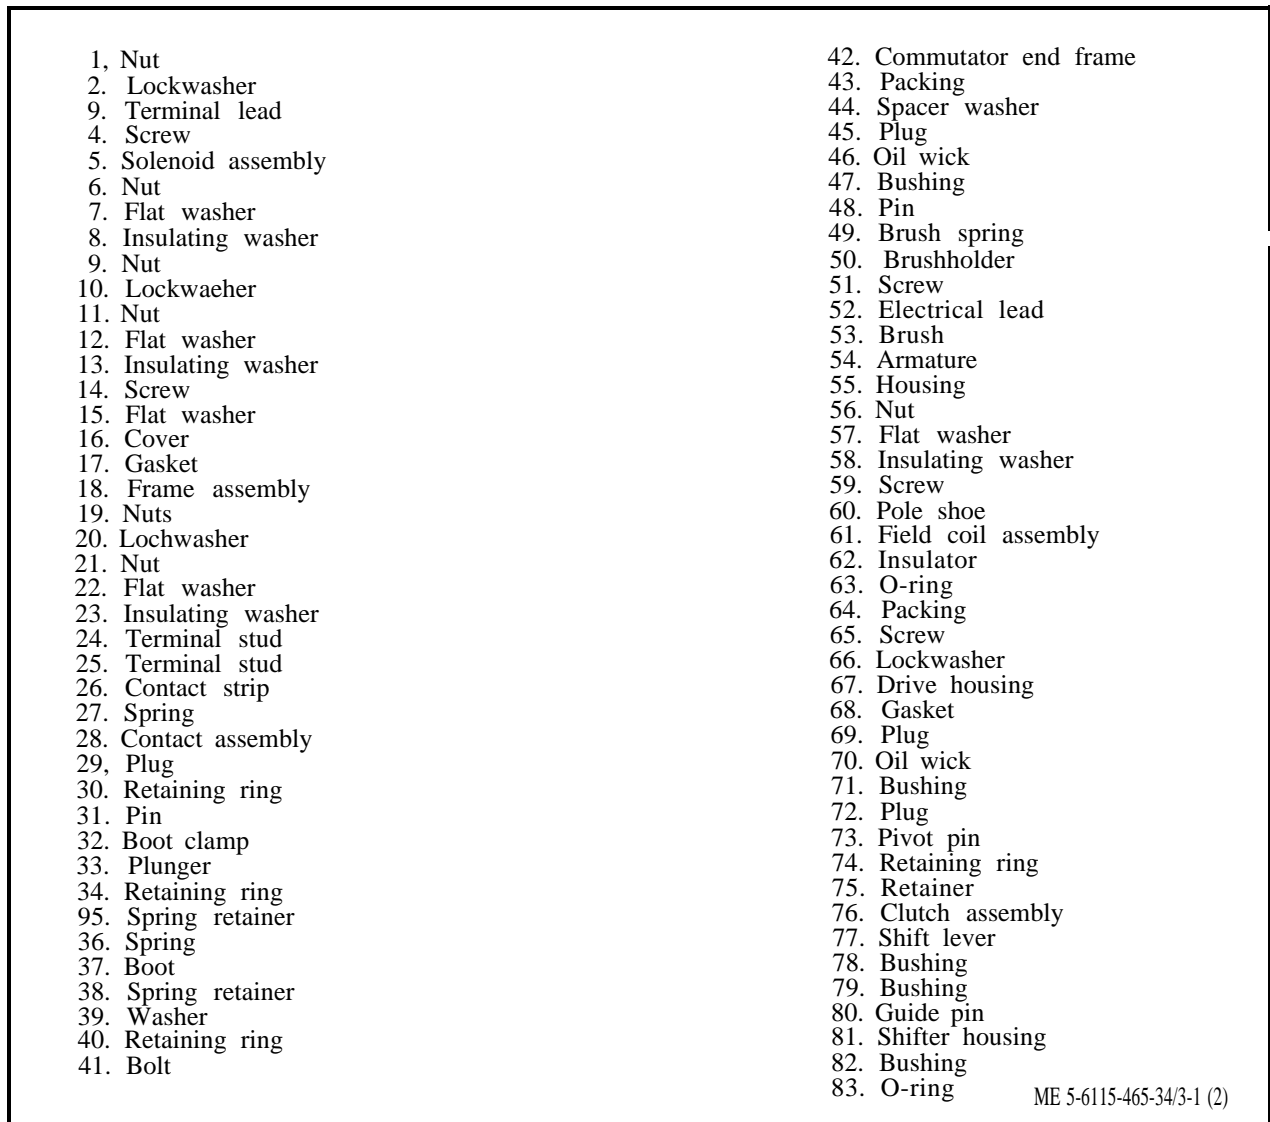 1, Nut
2. Lockwasher
9. Terminal lead
4. Screw
5. Solenoid assembly
6. Nut
7. Flat washer
8. Insulating washer
9. Nut
10. Lockwaeher
11. Nut
12. Flat washer
13. Insulating washer
14. Screw
15. Flat washer
16. Cover
17. Gasket
18. Frame assembly
19. Nuts
20. Lochwasher
21. Nut
22. Flat washer
23. Insulating washer
24. Terminal stud
25. Terminal stud
26. Contact strip
27. Spring
28. Contact assembly
29, Plug
30. Retaining ring
31. Pin
32. Boot clamp
33. Plunger
34. Retaining ring
95. Spring retainer
36. Spring
37. Boot
38. Spring retainer
39. Washer
40. Retaining ring
41. Bolt
42. Commutator end frame
43. Packing
44. Spacer washer
45. Plug
46. Oil wick
47. Bushing
48. Pin
49. Brush spring
50. Brushholder
51. Screw
52. Electrical lead
53. Brush
54. Armature
55. Housing
56. Nut
57. Flat washer
58. Insulating washer
59. Screw
60. Pole shoe
61. Field coil assembly
62. Insulator
63. O-ring
64. Packing
65. Screw
66. Lockwasher
67. Drive housing
68. Gasket
69. Plug
70. Oil wick
71. Bushing
72. Plug
73. Pivot pin
74. Retaining ring
75. Retainer
76. Clutch assembly
77. Shift lever
78. Bushing
79. Bushing
80. Guide pin
81. Shifter housing
82. Bushing
83. O-ring
ME 5-6115-465-34/3-1 (2)